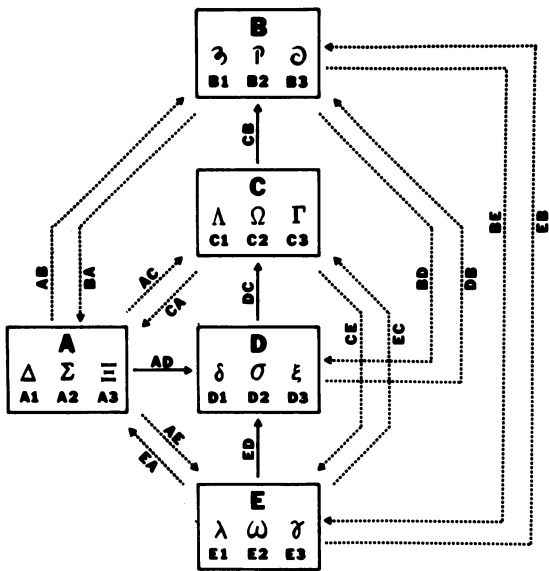 B
B1 B2 B3
CB
C
Λ Ω Γ
C1 C2 C3
BE
EB
AB
BA
AC
CA
DC
BD
DB
CE
EC
A
Δ Σ Ξ
A1 A2 A3
AD
D
δ σ ξ
D1 D2 D3
AE
EA
ED
E
λ ω γ
E1 E2 E3